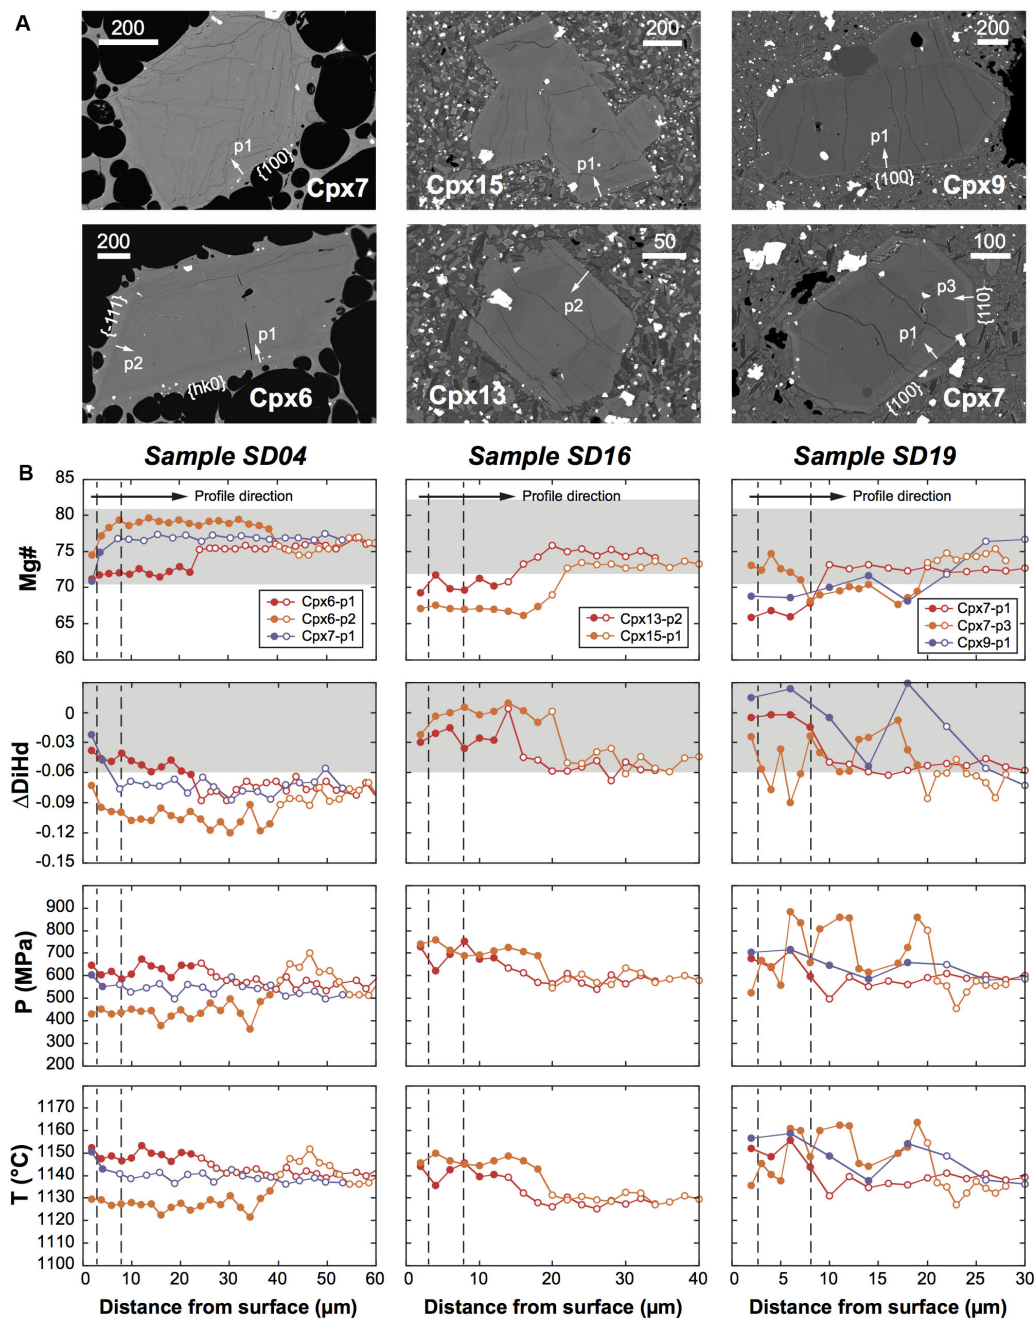 A
200
p1
{100}
Cpx7
200
p1
Cpx15
200
p1
{100}
Cpx9
200
{-111}
p2
p1
{hk0}
Cpx6
50
p2
Cpx13
100
p3
{110}
p1
{100}
Cpx7
Sample SD04
Sample SD16
Sample SD19
B
85
80
75
70
65
60
Mg#
Profile direction
Cpx6-p1
Cpx6-p2
Cpx7-p1
Profile direction
Cpx13-p2
Cpx15-p1
Profile direction
Cpx7-p1
Cpx7-p3
Cpx9-p1
0
-0.03
-0.06
-0.09
-0.12
-0.15
ΔDiHd
900
800
700
600
500
400
300
200
P (MPa)
1170
1160
1150
1140
1130
1120
1110
1100
T (°C)
0 10 20 30 40 50 60
0 10 20 30 40
0 5 10 15 20 25 30
Distance from surface (µm)
Distance from surface (µm)
Distance from surface (µm)